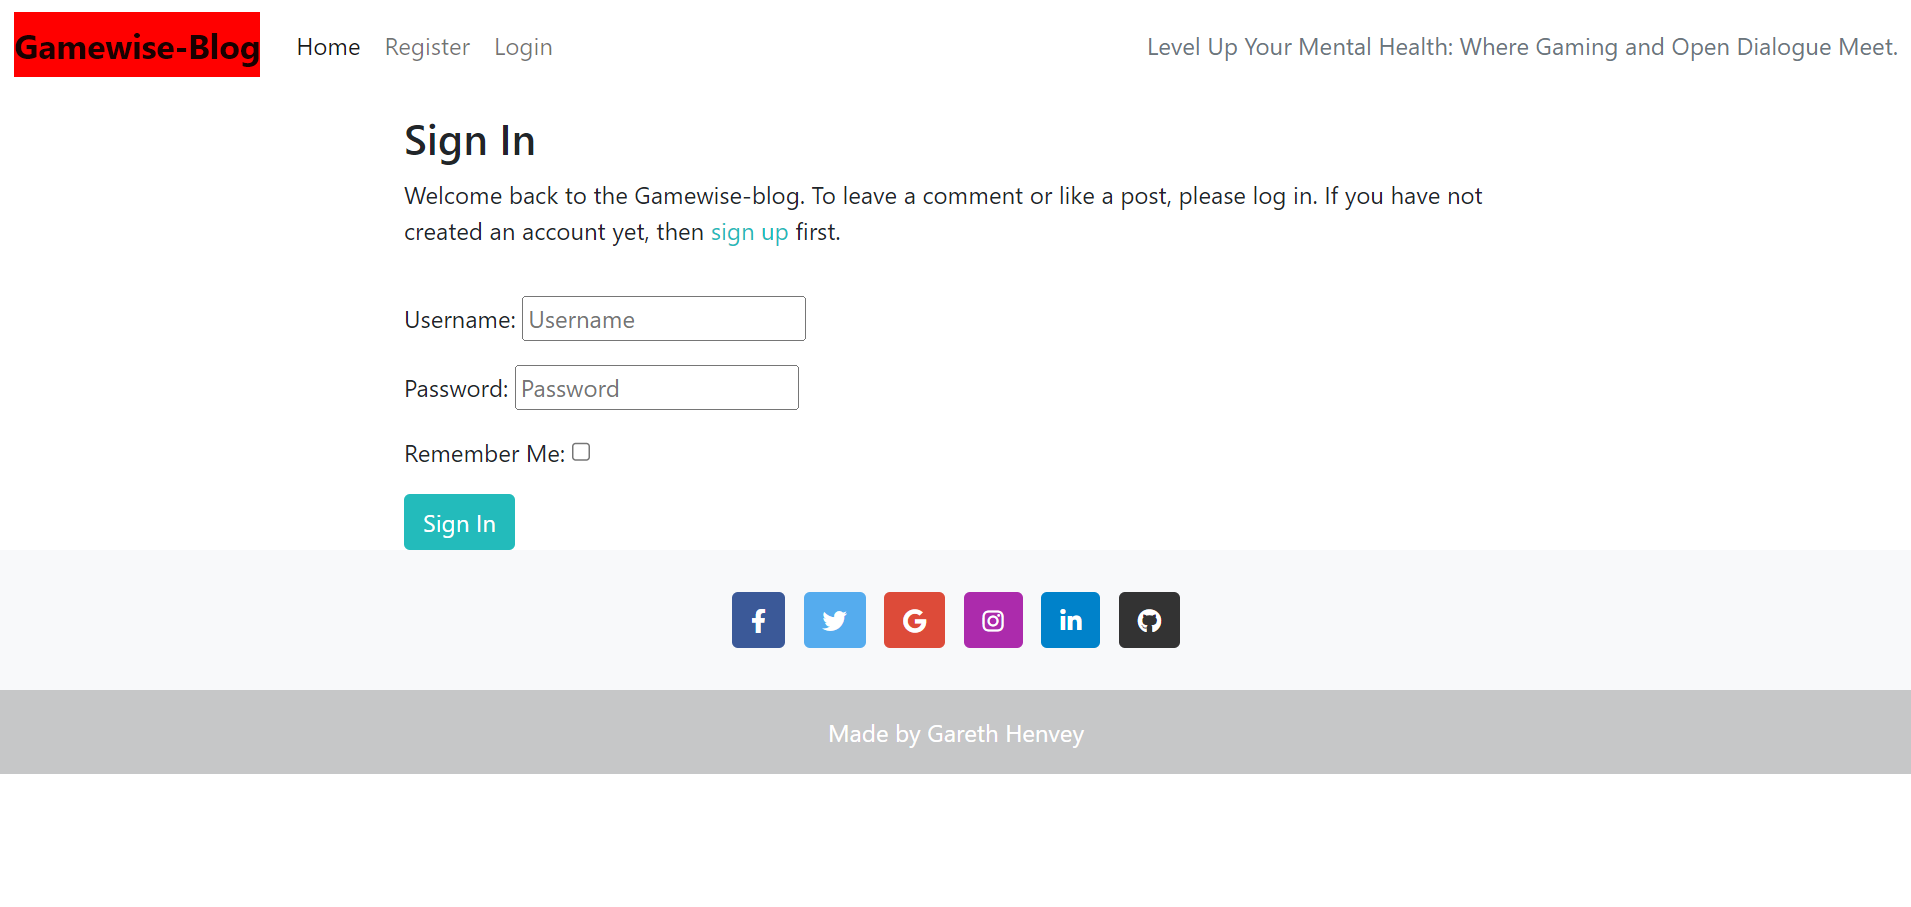 Gamewise-Blog Home Register Login Level Up Your Mental Health: Where Gaming and Open Dialogue Meet.
Sign In
Welcome back to the Gamewise-blog. To leave a comment or like a post, please log in. If you have not
created an account yet, then sign up first.
Username: Username
Password: Password
Remember Me:
Sign In
Made by Gareth Henvey